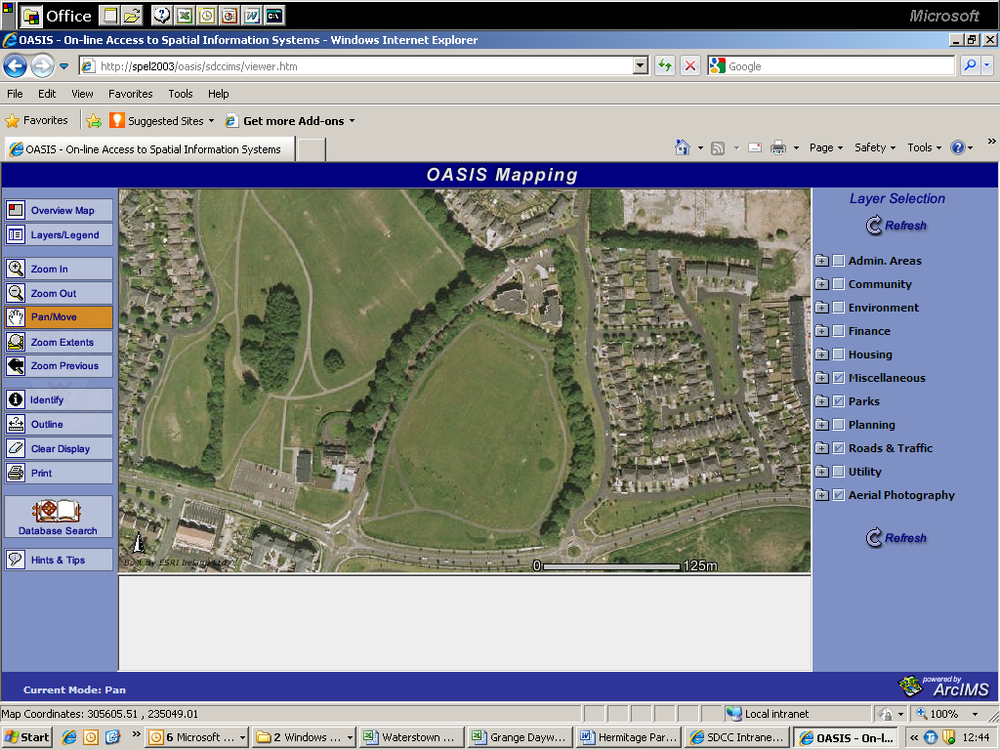 Office
Microsoft
OASIS - On-line Access to Spatial Information Systems - Windows Internet Explorer
http://spel2003/oasis/sdccims/viewer.htm
Google
File Edit View Favorites Tools Help
Favorites Suggested Sites Get more Add-ons
OASIS - On-line Access to Spatial Information Systems
Page Safety Tools »
OASIS Mapping
Overview Map
Layers/Legend
Zoom In
Zoom Out
Pan/Move
Zoom Extents
Zoom Previous
Identify
Outline
Clear Display
Print
Database Search
Hints & Tips
Built by ESRI Ireland Ltd
0 125m
Layer Selection
Refresh
Admin. Areas
Community
Environment
Finance
Housing
Miscellaneous
Parks
Planning
Roads & Traffic
Utility
Aerial Photography
Refresh
Current Mode: Pan
powered by
ArcIMS
Map Coordinates: 305605.51 , 235049.01
Local intranet
100%
Start » 6 Microsoft ... 2 Windows ... Waterstown ... Grange Dayw... Hermitage Par... SDCC Intrane... OASIS - On-l... « 12:44